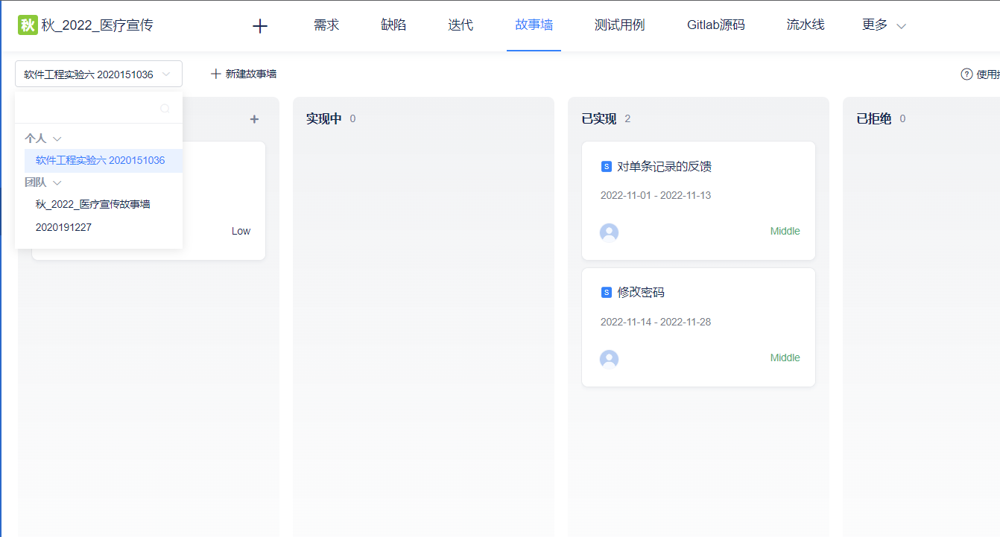 秋 秋_2022_医疗宣传 需求 缺陷 迭代 故事墙 测试用例 Gitlab源码 流水线 更多
软件工程实验六 2020151036 新建故事墙 ? 使用
个人
软件工程实验六 2020151036
团队
秋_2022_医疗宣传故事墙
2020191227
Low
实现中 0
已实现 2
S 对单条记录的反馈
2022-11-01 - 2022-11-13
Middle
S 修改密码
2022-11-14 - 2022-11-28
Middle
已拒绝 0